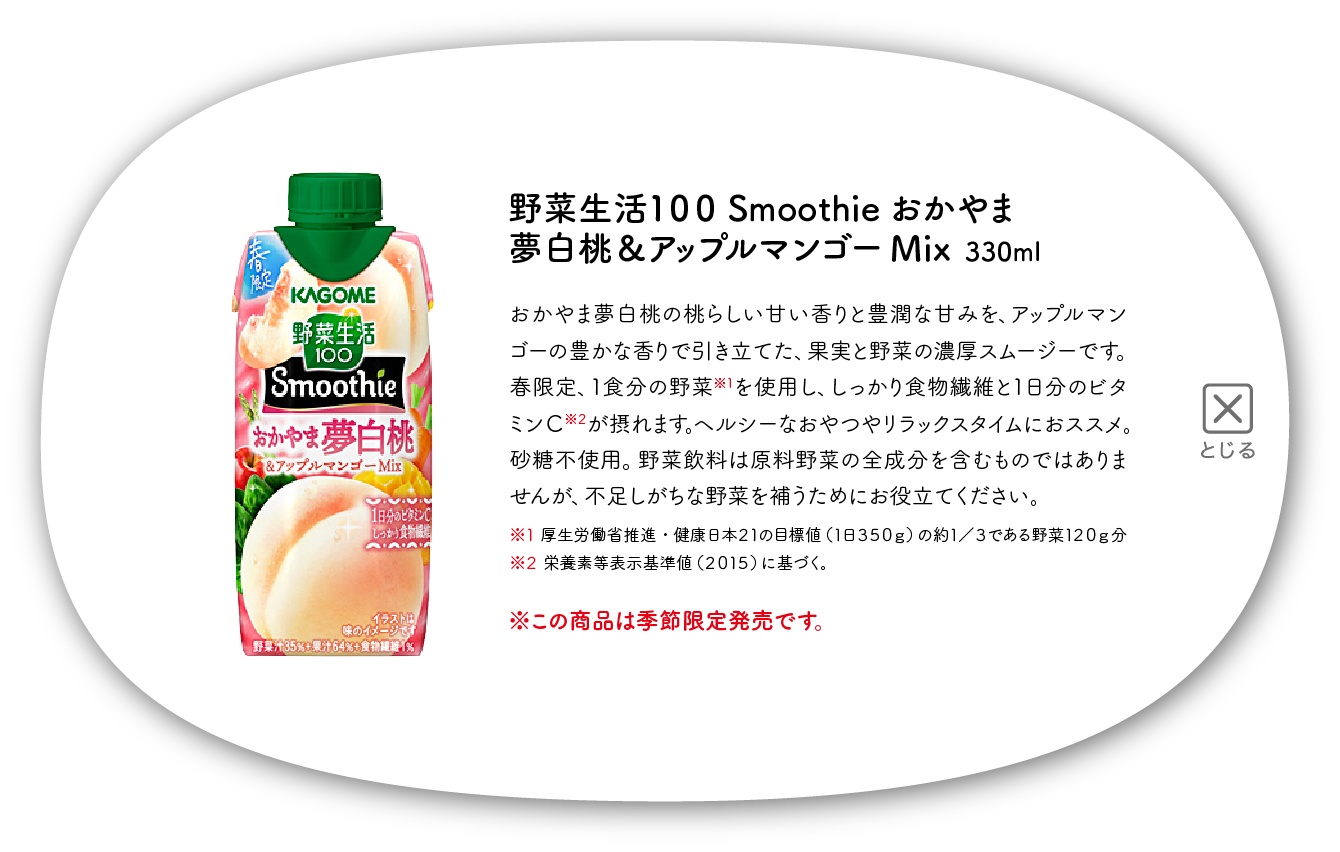 野菜生活100 Smoothie おかやま
夢白桃&アップルマンゴー Mix 330ml
おかやま夢白桃の桃らしい甘い香りと豊潤な甘みを、アップルマン
ゴーの豊かな香りで引き立てた、果実と野菜の濃厚スムージーです。
春限定、1食分の野菜※1を使用し、しっかり食物繊維と1日分のビタ
ミンC※2が摂れます。ヘルシーなおやつやリラックスタイムにおススメ。
砂糖不使用。野菜飲料は原料野菜の全成分を含むものではありま
せんが、不足しがちな野菜を補うためにお役立てください。
※1 厚生労働省推進・健康日本21の目標値（1日350g）の約1/3である野菜120g分
※2 栄養素等表示基準値（2015）に基づく。
※この商品は季節限定発売です。
とじる
春
限定
KAGOME
野菜生活
100
Smoothie
おかやま夢白桃
&アップルマンゴーMix
1日分のビタミンC
しっかり食物繊維
イラストは
味のイメージです
野菜汁35%+果汁64%+食物繊維1%